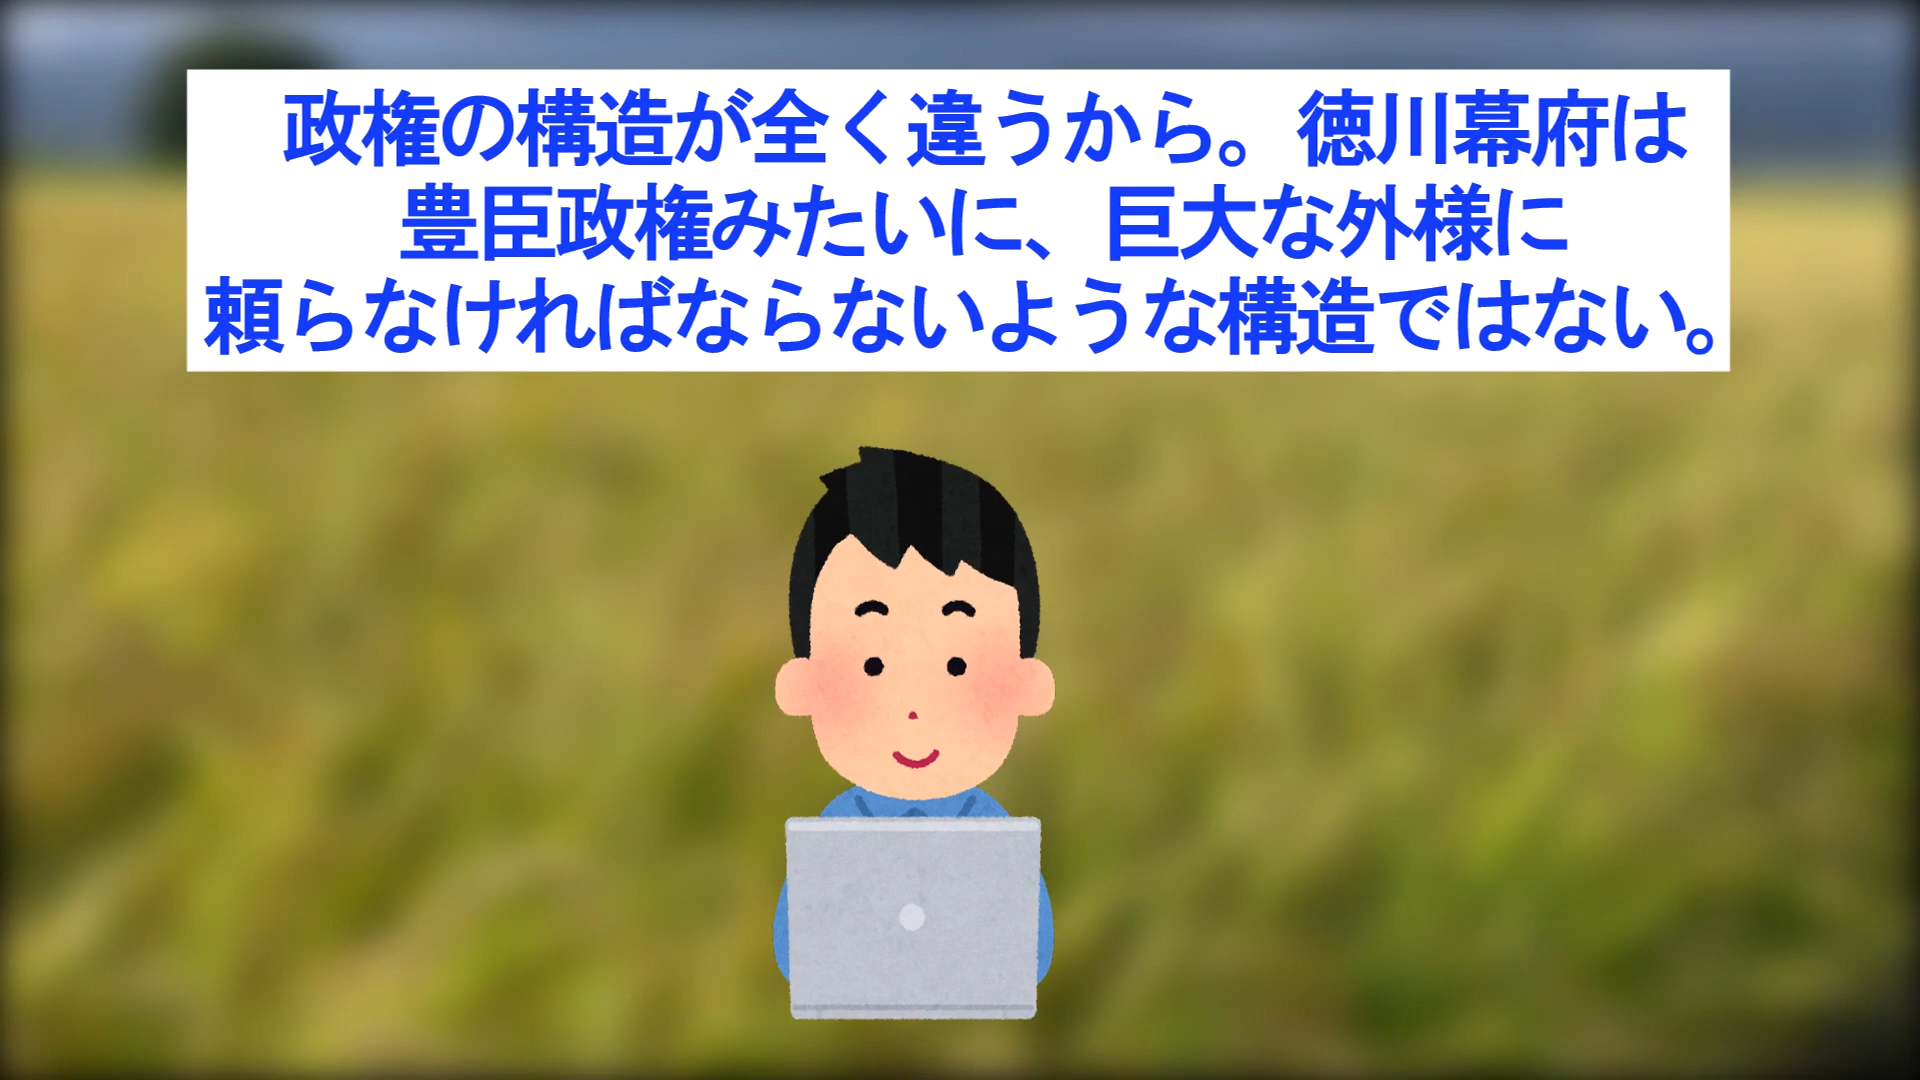 政権の構造が全く違うから。徳川幕府は
豊臣政権みたいに、巨大な外様に
頼らなければならないような構造ではない。